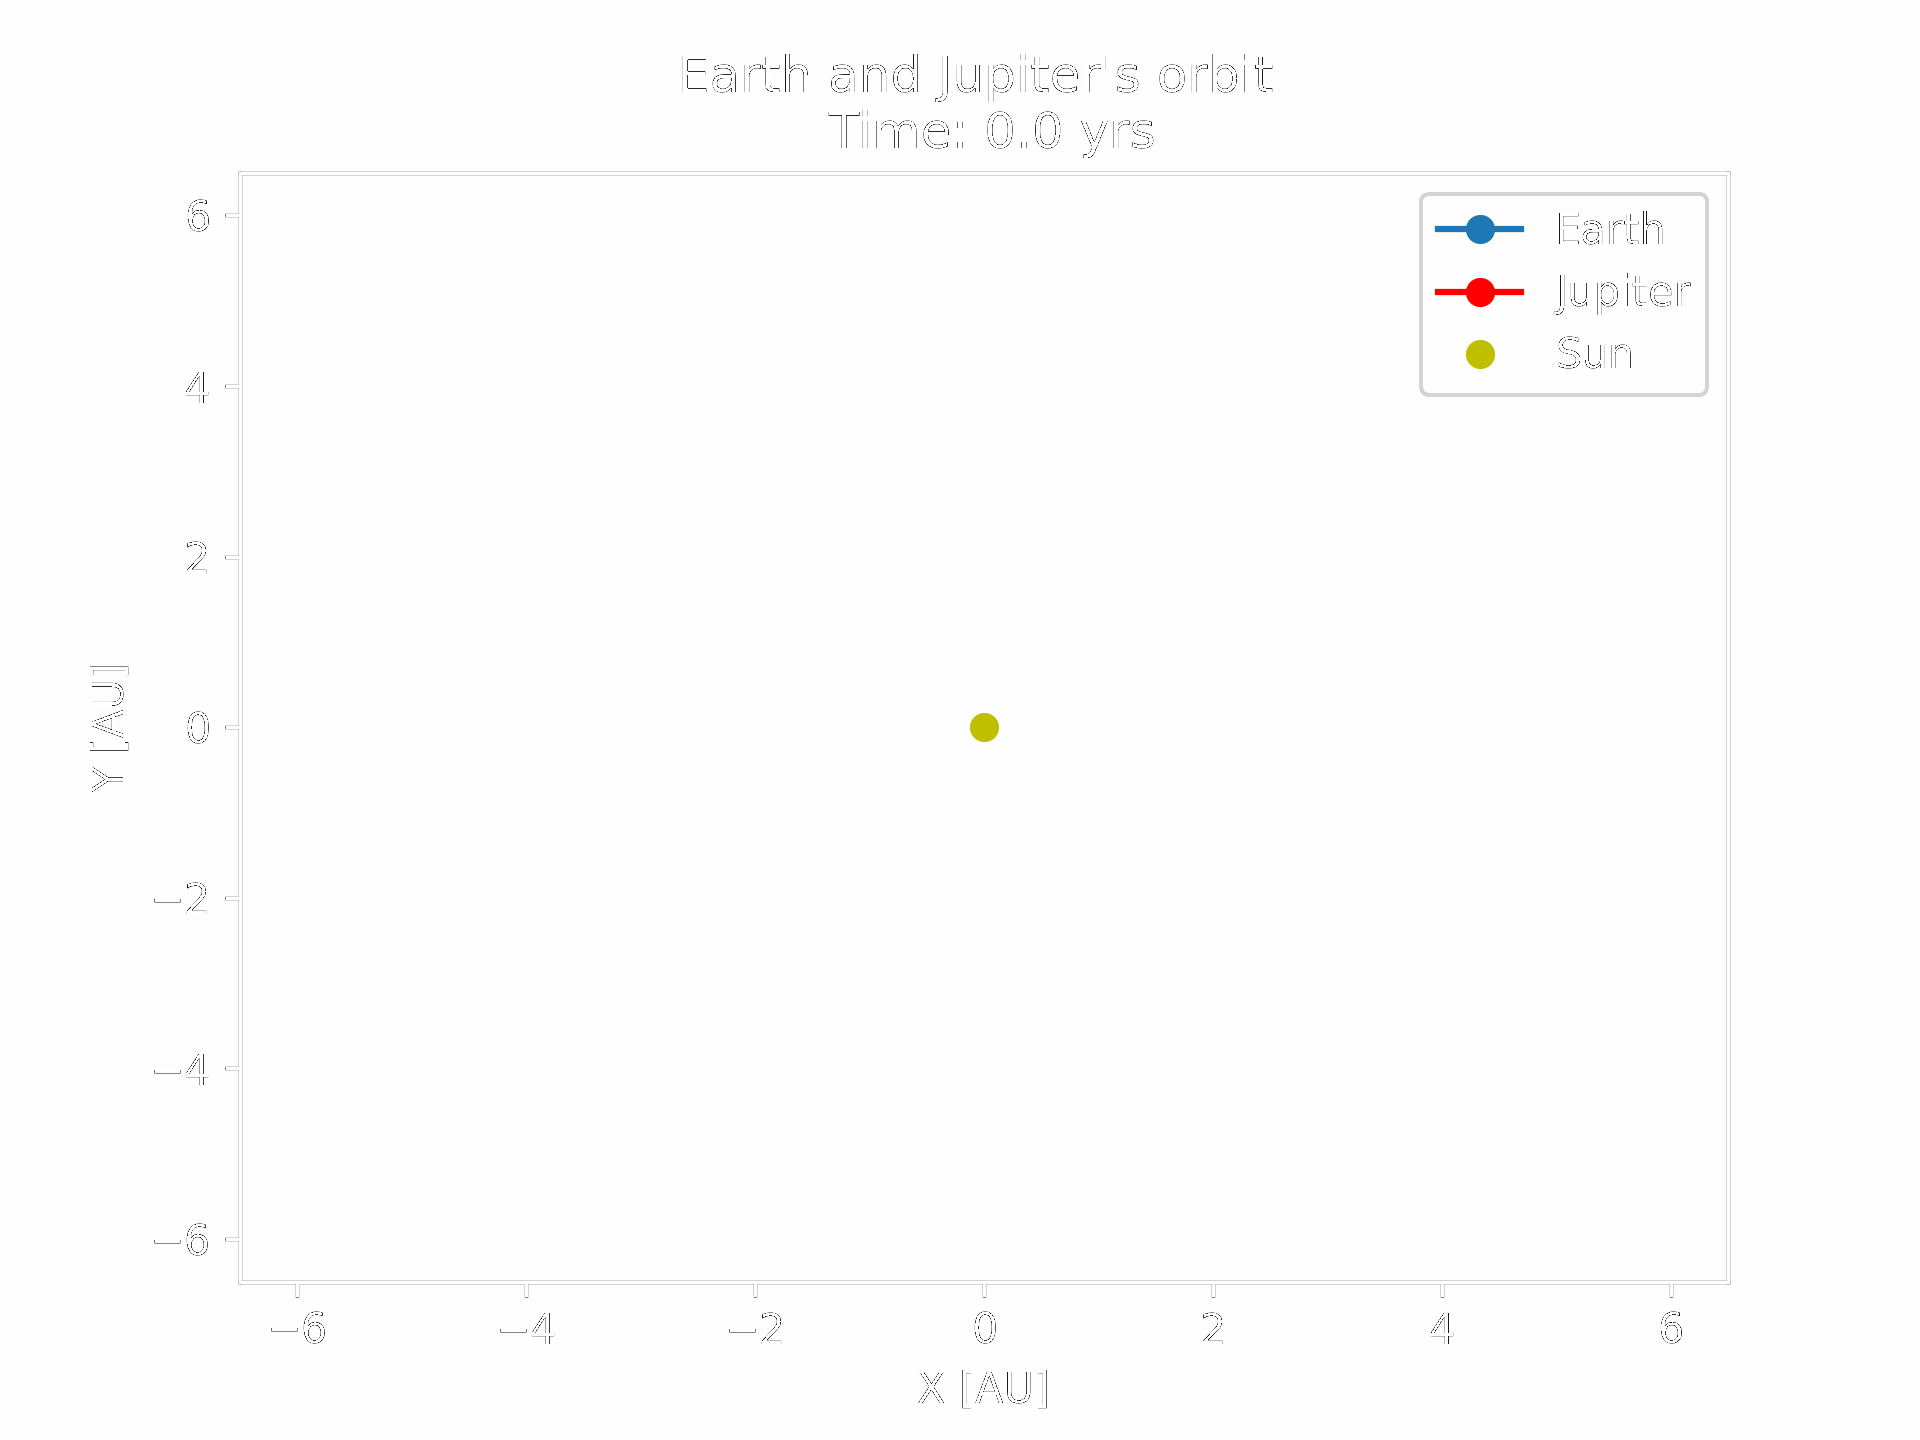 Earth and Jupiter's orbit
Time: 0.0 yrs
Earth
Jupiter
Sun
6
4
2
0
−2
−4
−6
Y [AU]
−6 −4 −2 0 2 4 6
X [AU]